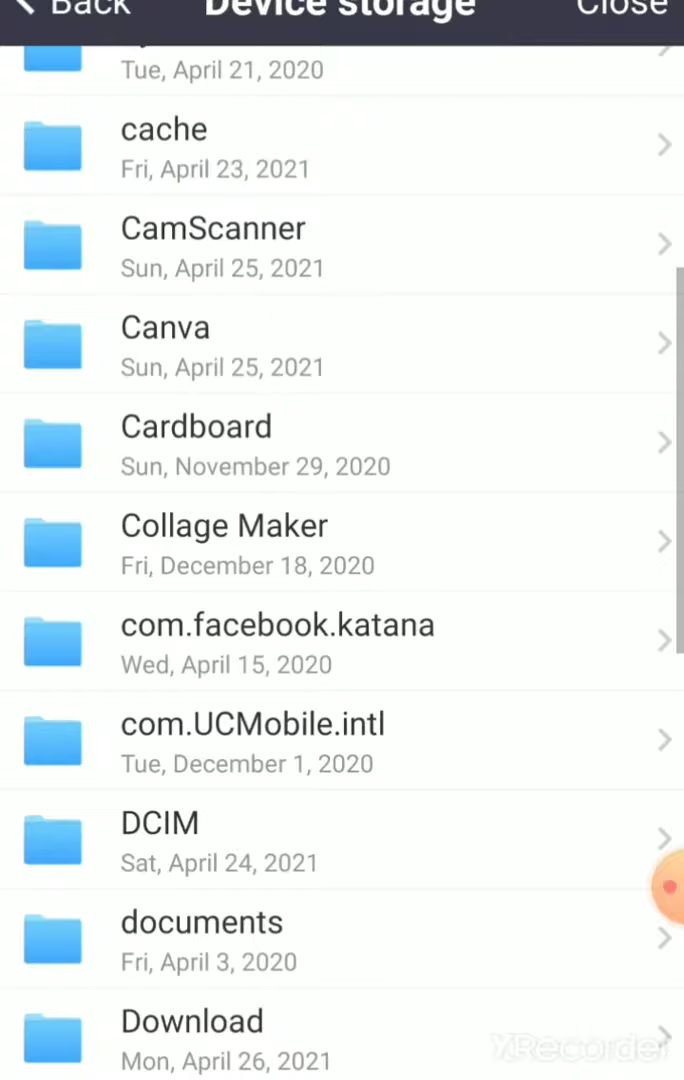 Back Device storage Close
Tue, April 21, 2020
cache
Fri, April 23, 2021
CamScanner
Sun, April 25, 2021
Canva
Sun, April 25, 2021
Cardboard
Sun, November 29, 2020
Collage Maker
Fri, December 18, 2020
com.facebook.katana
Wed, April 15, 2020
com.UCMobile.intl
Tue, December 1, 2020
DCIM
Sat, April 24, 2021
documents
Fri, April 3, 2020
Download
XRecorder
Mon, April 26, 2021